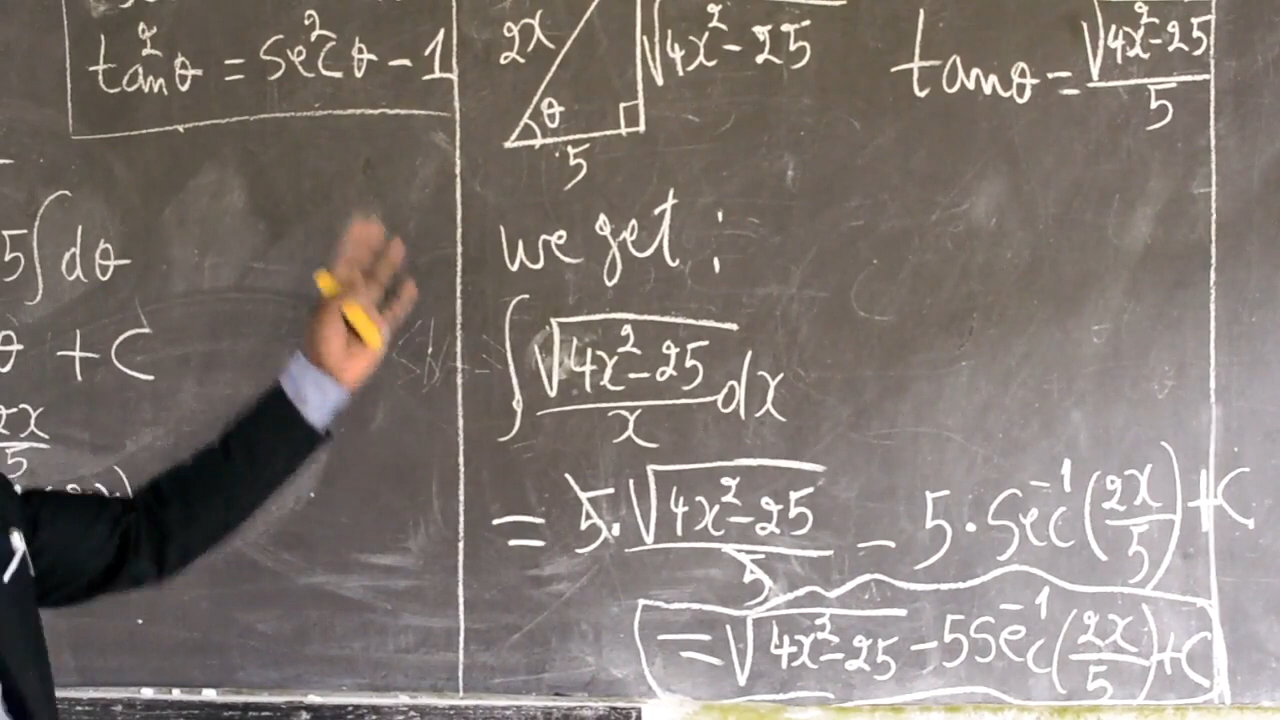 tan²θ = sec²θ - 1
5∫dθ
θ + C
2x/5
2x
θ
5
√(4x²-25)
tanθ = √(4x²-25)/5
we get :
∫ √(4x²-25)/x dx
= 5·√(4x²-25)/5 - 5·Sec⁻¹(2x/5) + C
= √(4x²-25) - 5Sec⁻¹(2x/5) + C